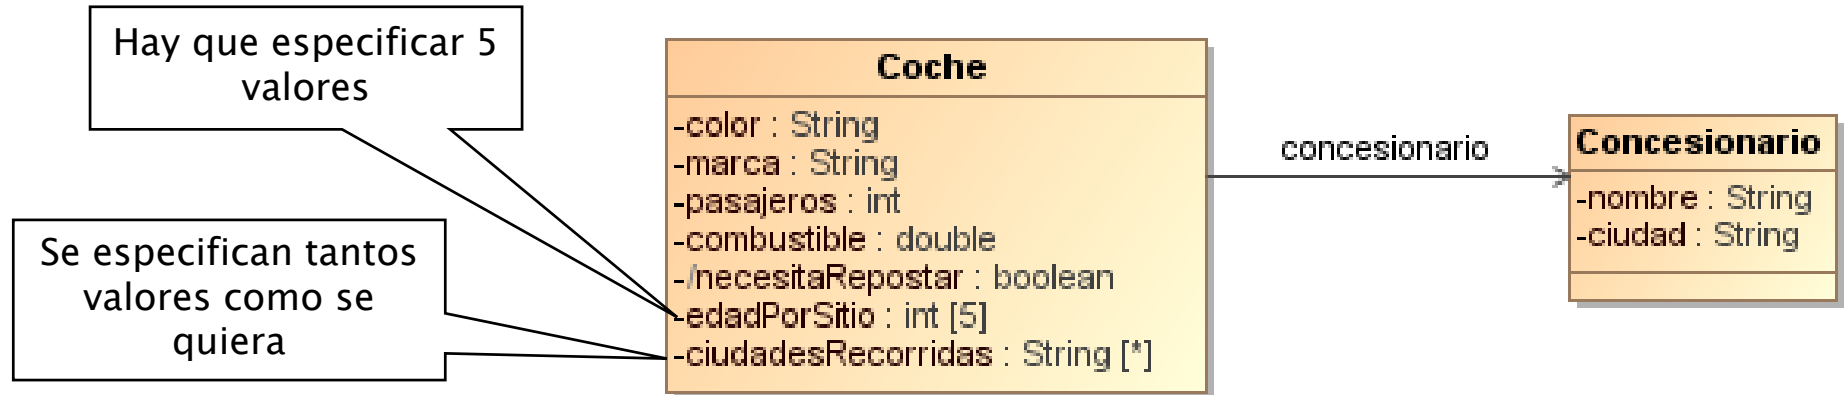 Hay que especificar 5
valores
Se especifican tantos
valores como se
quiera
Coche
-color : String
-marca : String
-pasajeros : int
-combustible : double
-/necesitaRepostar : boolean
-edadPorSitio : int [5]
-ciudadesRecorridas : String [*]
concesionario
Concesionario
-nombre : String
-ciudad : String